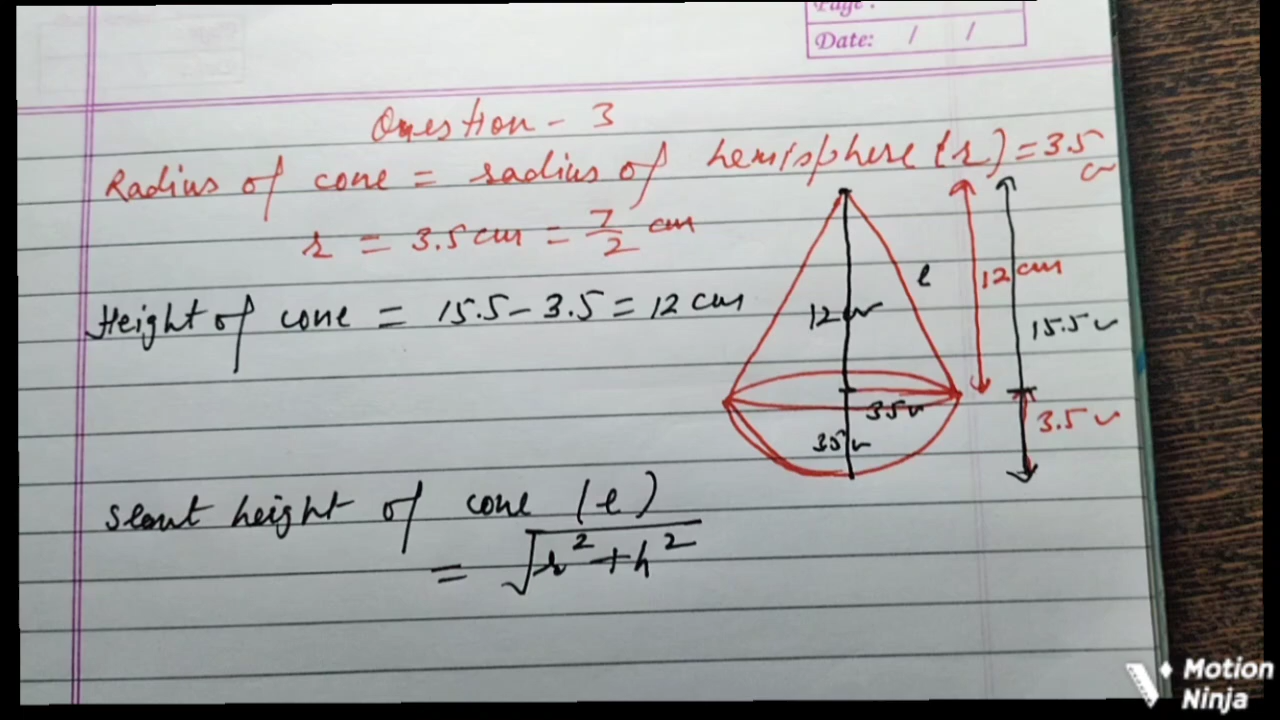 Page :
Date: / /
Question - 3
Radius of cone = radius of hemisphere (r) = 3.5 cm
r = 3.5 cm = 7/2 cm
Height of cone = 15.5 - 3.5 = 12 cm
l
12 cm
12 cm
15.5 cm
3.5 cm
3.5 cm
3.5 cm
Slant height of cone (l)
= √r² + h²
Motion
Ninja